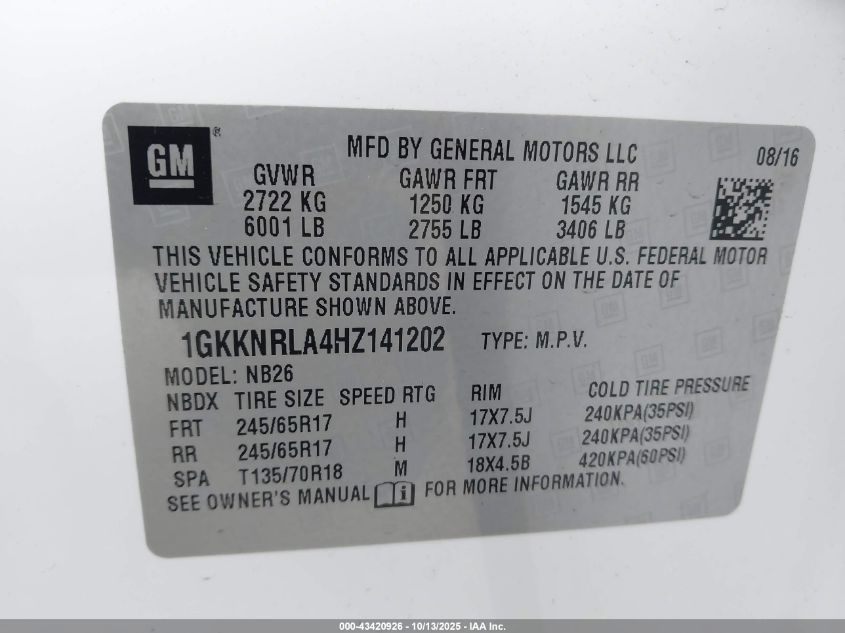 GM ®
MFD BY GENERAL MOTORS LLC 08/16
GVWR GAWR FRT GAWR RR
2722 KG 1250 KG 1545 KG
6001 LB 2755 LB 3406 LB
THIS VEHICLE CONFORMS TO ALL APPLICABLE U.S. FEDERAL MOTOR
VEHICLE SAFETY STANDARDS IN EFFECT ON THE DATE OF
MANUFACTURE SHOWN ABOVE.
1GKKNRLA4HZ141202 TYPE: M.P.V.
MODEL: NB26
NBDX TIRE SIZE SPEED RTG RIM COLD TIRE PRESSURE
FRT 245/65R17 H 17X7.5J 240KPA(35PSI)
RR 245/65R17 H 17X7.5J 240KPA(35PSI)
SPA T135/70R18 M 18X4.5B 420KPA(60PSI)
SEE OWNER'S MANUAL i FOR MORE INFORMATION.
000-43420926 - 10/13/2025 - IAA Inc.